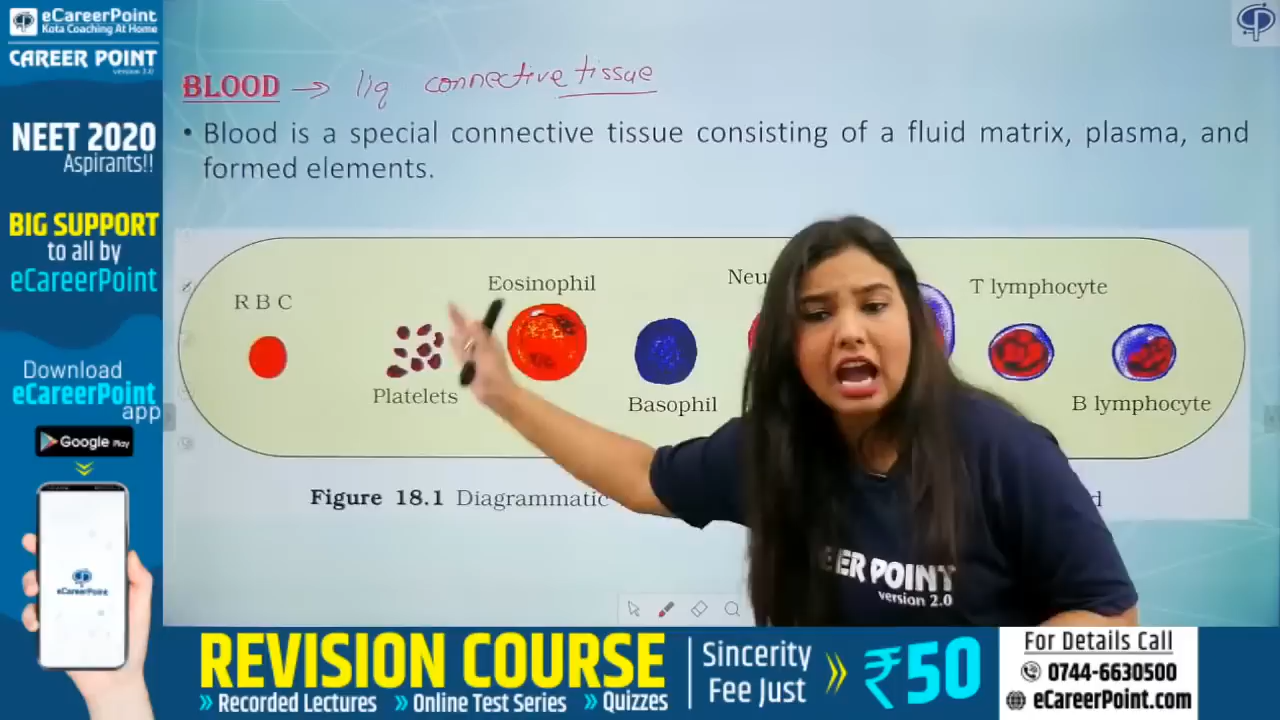 eCareerPoint
Kota Coaching At Home
CAREER POINT
version 2.0
NEET 2020
Aspirants!!
BIG SUPPORT
to all by
eCareerPoint
Download
eCareerPoint
app
Google Play
eCareerPoint
BLOOD → liq connective tissue
• Blood is a special connective tissue consisting of a fluid matrix, plasma, and
formed elements.
R B C
Platelets
Eosinophil
Basophil
Neu
T lymphocyte
B lymphocyte
Figure 18.1 Diagrammatic
d
EER POINT
version 2.0
REVISION COURSE
» Recorded Lectures » Online Test Series » Quizzes
Sincerity
Fee Just
» ₹50
For Details Call
0744-6630500
eCareerPoint.com